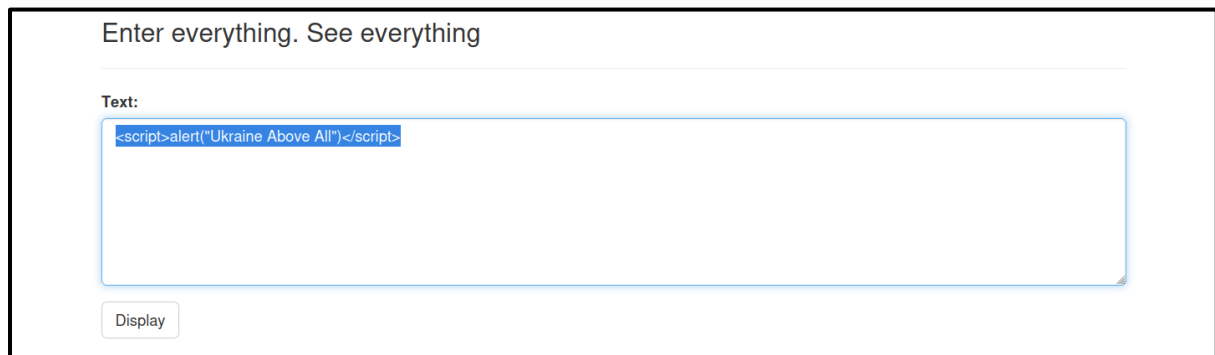 Enter everything. See everything
Text:
<script>alert("Ukraine Above All")</script>
Display